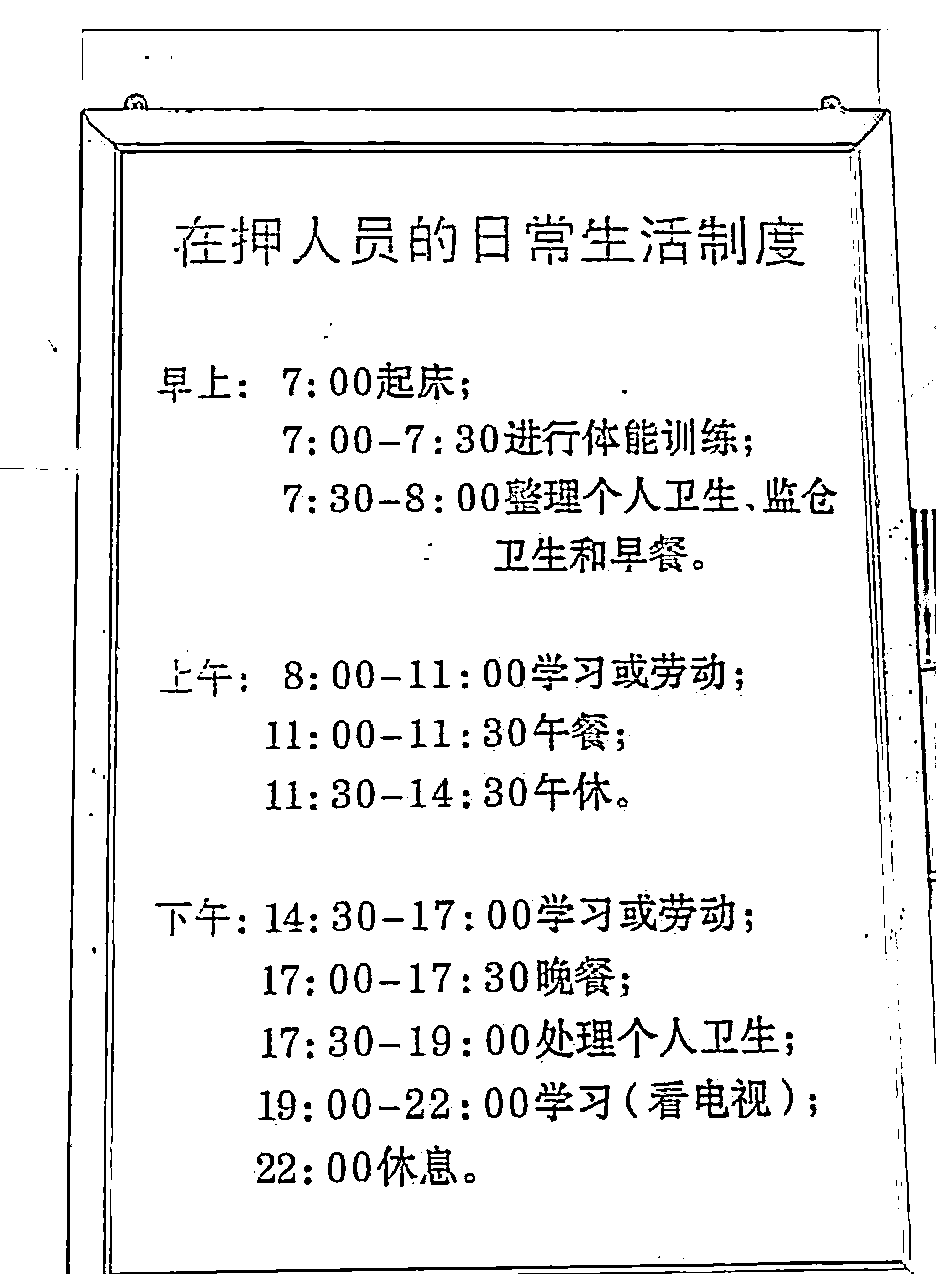 在押人员的日常生活制度
早上: 7:00起床;
7:00-7:30进行体能训练;
7:30-8:00整理个人卫生、监仓
卫生和早餐。
上午: 8:00-11:00学习或劳动;
11:00-11:30午餐;
11:30-14:30午休。
下午: 14:30-17:00学习或劳动;
17:00-17:30晚餐;
17:30-19:00处理个人卫生;
19:00-22:00学习(看电视);
22:00休息。